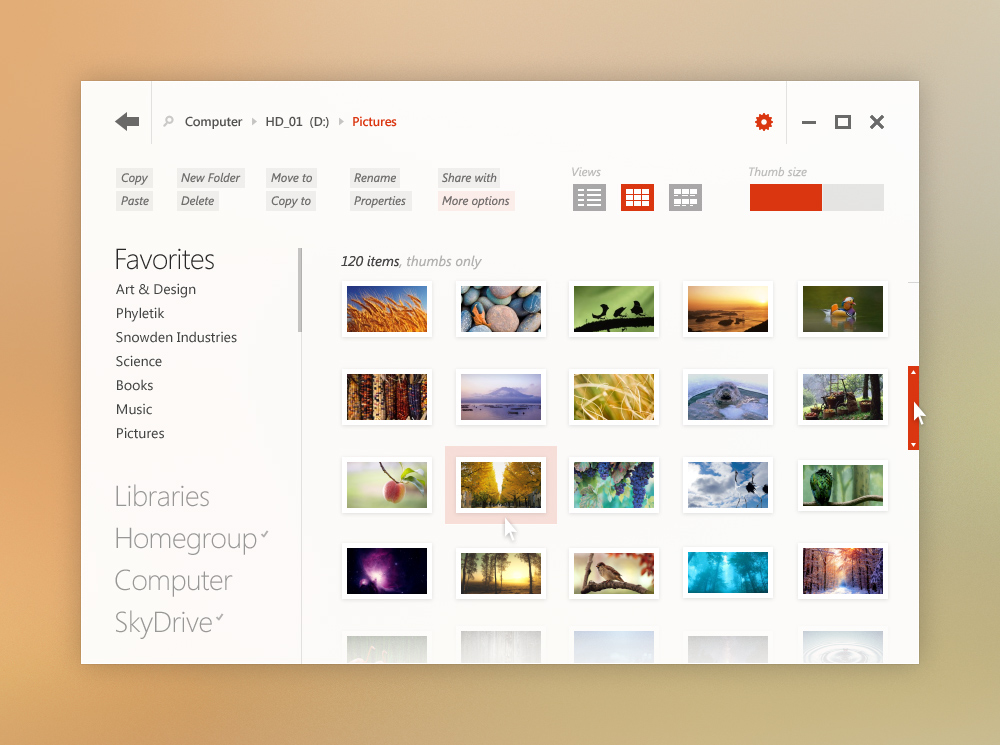 Computer HD_01 (D:) Pictures
Copy New Folder Move to Rename Share with
Paste Delete Copy to Properties More options
Views
Thumb size
Favorites
Art & Design
Phyletik
Snowden Industries
Science
Books
Music
Pictures
Libraries
Homegroup
Computer
SkyDrive
120 items, thumbs only